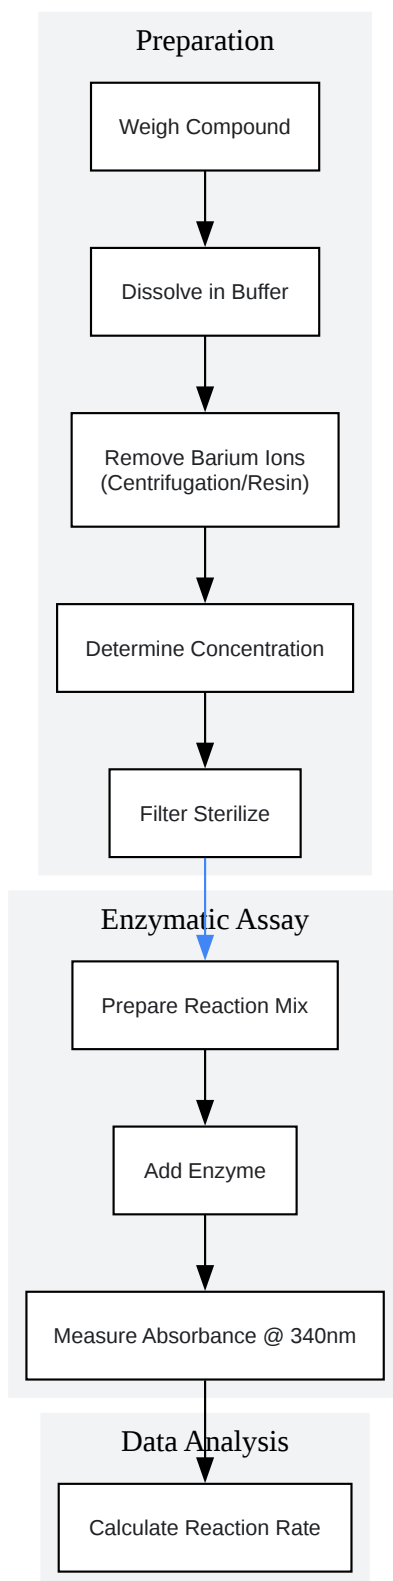 Preparation
Weigh Compound
Dissolve in Buffer
Remove Barium Ions
(Centrifugation/Resin)
Determine Concentration
Filter Sterilize
Enzymatic Assay
Prepare Reaction Mix
Add Enzyme
Measure Absorbance @ 340nm
Data Analysis
Calculate Reaction Rate